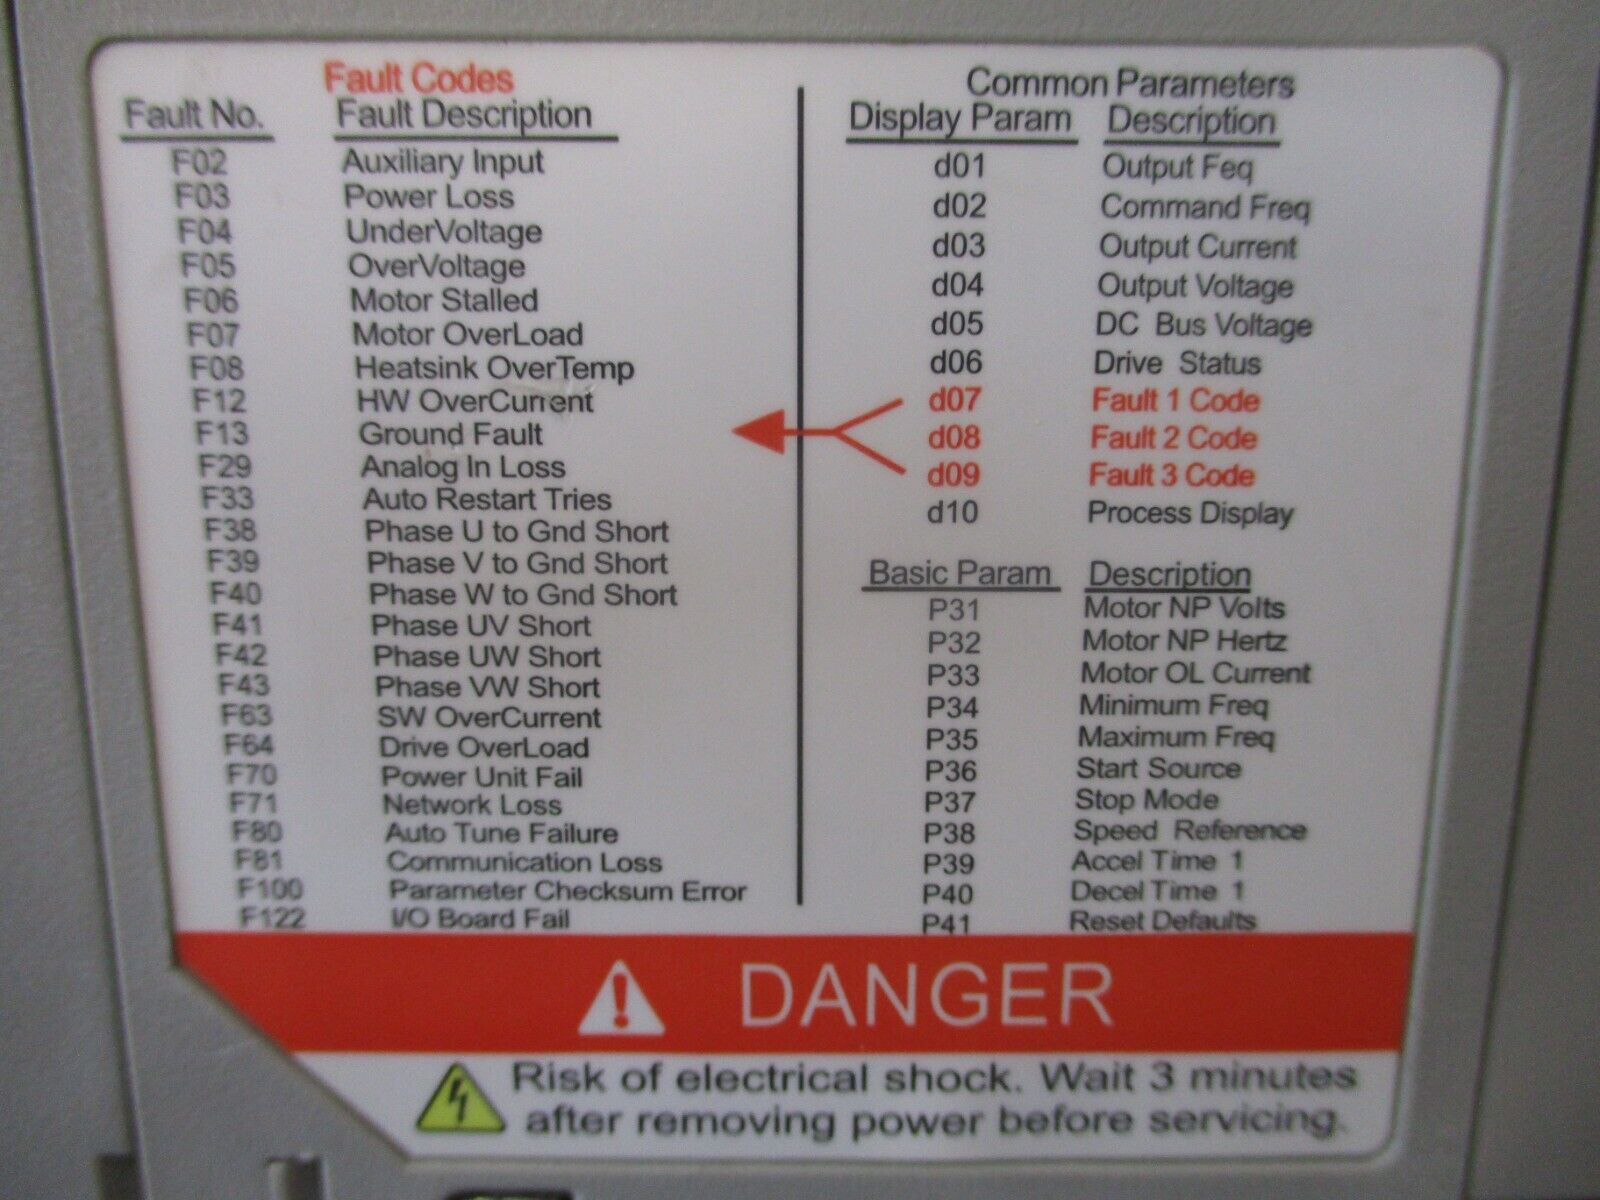 Fault Codes
Fault No. Fault Description
F02 Auxiliary Input
F03 Power Loss
F04 UnderVoltage
F05 OverVoltage
F06 Motor Stalled
F07 Motor OverLoad
F08 Heatsink OverTemp
F12 HW OverCurrent
F13 Ground Fault
F29 Analog In Loss
F33 Auto Restart Tries
F38 Phase U to Gnd Short
F39 Phase V to Gnd Short
F40 Phase W to Gnd Short
F41 Phase UV Short
F42 Phase UW Short
F43 Phase VW Short
F63 SW OverCurrent
F64 Drive OverLoad
F70 Power Unit Fail
F71 Network Loss
F80 Auto Tune Failure
F81 Communication Loss
F100 Parameter Checksum Error
F122 I/O Board Fail
Common Parameters
Display Param Description
d01 Output Feq
d02 Command Freq
d03 Output Current
d04 Output Voltage
d05 DC Bus Voltage
d06 Drive Status
d07 Fault 1 Code
d08 Fault 2 Code
d09 Fault 3 Code
d10 Process Display
Basic Param Description
P31 Motor NP Volts
P32 Motor NP Hertz
P33 Motor OL Current
P34 Minimum Freq
P35 Maximum Freq
P36 Start Source
P37 Stop Mode
P38 Speed Reference
P39 Accel Time 1
P40 Decel Time 1
P41 Reset Defaults
DANGER
Risk of electrical shock. Wait 3 minutes
after removing power before servicing.